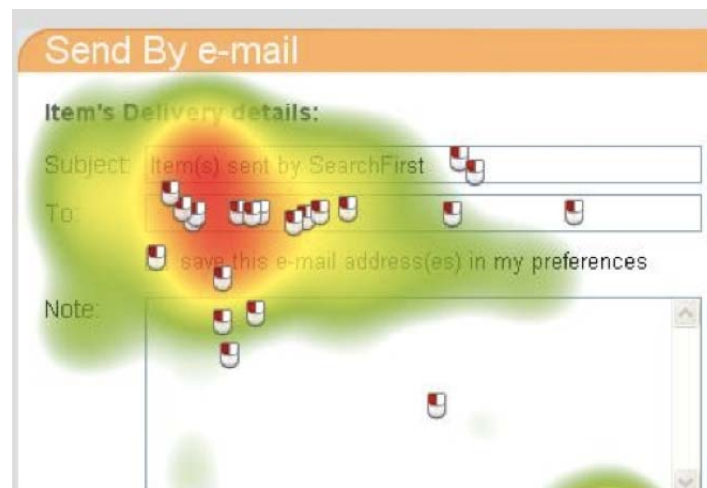 Send By e-mail
Item's Delivery details:
Subject: Item(s) sent by SearchFirst
To:
save this e-mail address(es) in my preferences
Note: